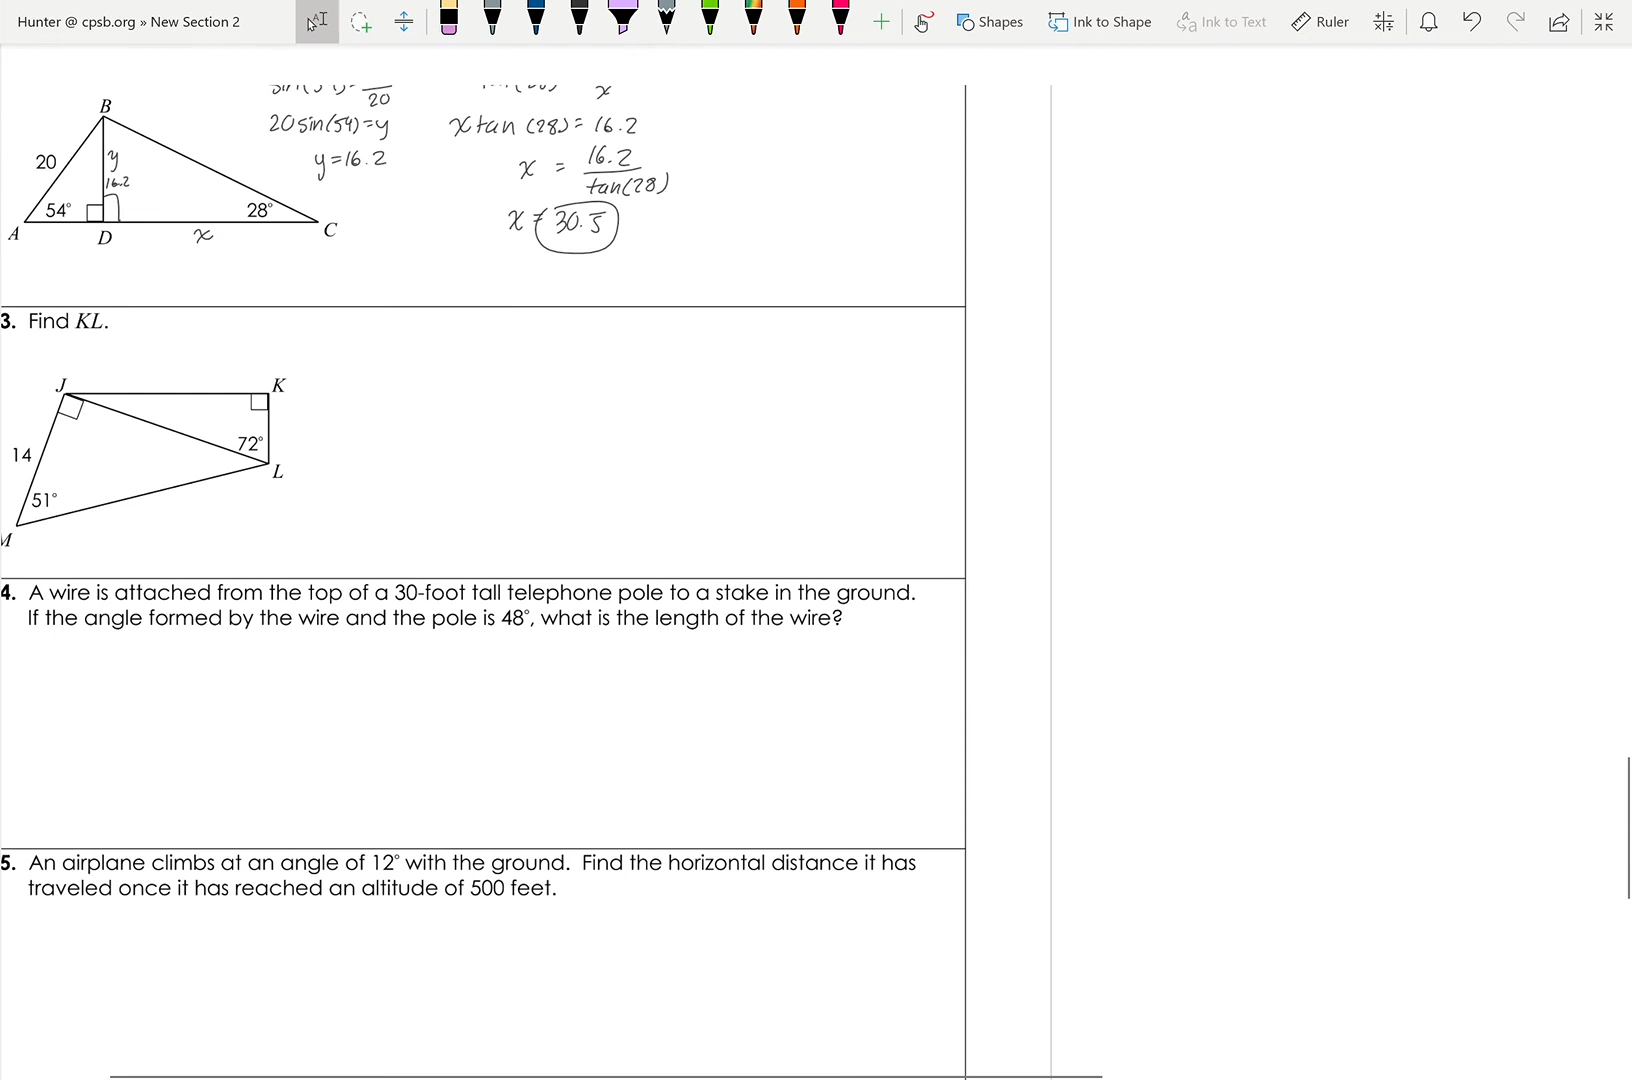 Hunter @ cpsb.org » New Section 2
Shapes
Ink to Shape
Ink to Text
Ruler
20
20 sin(54)=y
y=16.2
x
x tan (28)= 16.2
x = 16.2
tan(28)
x = 30.5
B
20
y
16.2
54°
28°
A
D
x
C
3. Find KL.
J
K
72°
14
L
51°
M
4. A wire is attached from the top of a 30-foot tall telephone pole to a stake in the ground.
If the angle formed by the wire and the pole is 48°, what is the length of the wire?
5. An airplane climbs at an angle of 12° with the ground. Find the horizontal distance it has
traveled once it has reached an altitude of 500 feet.